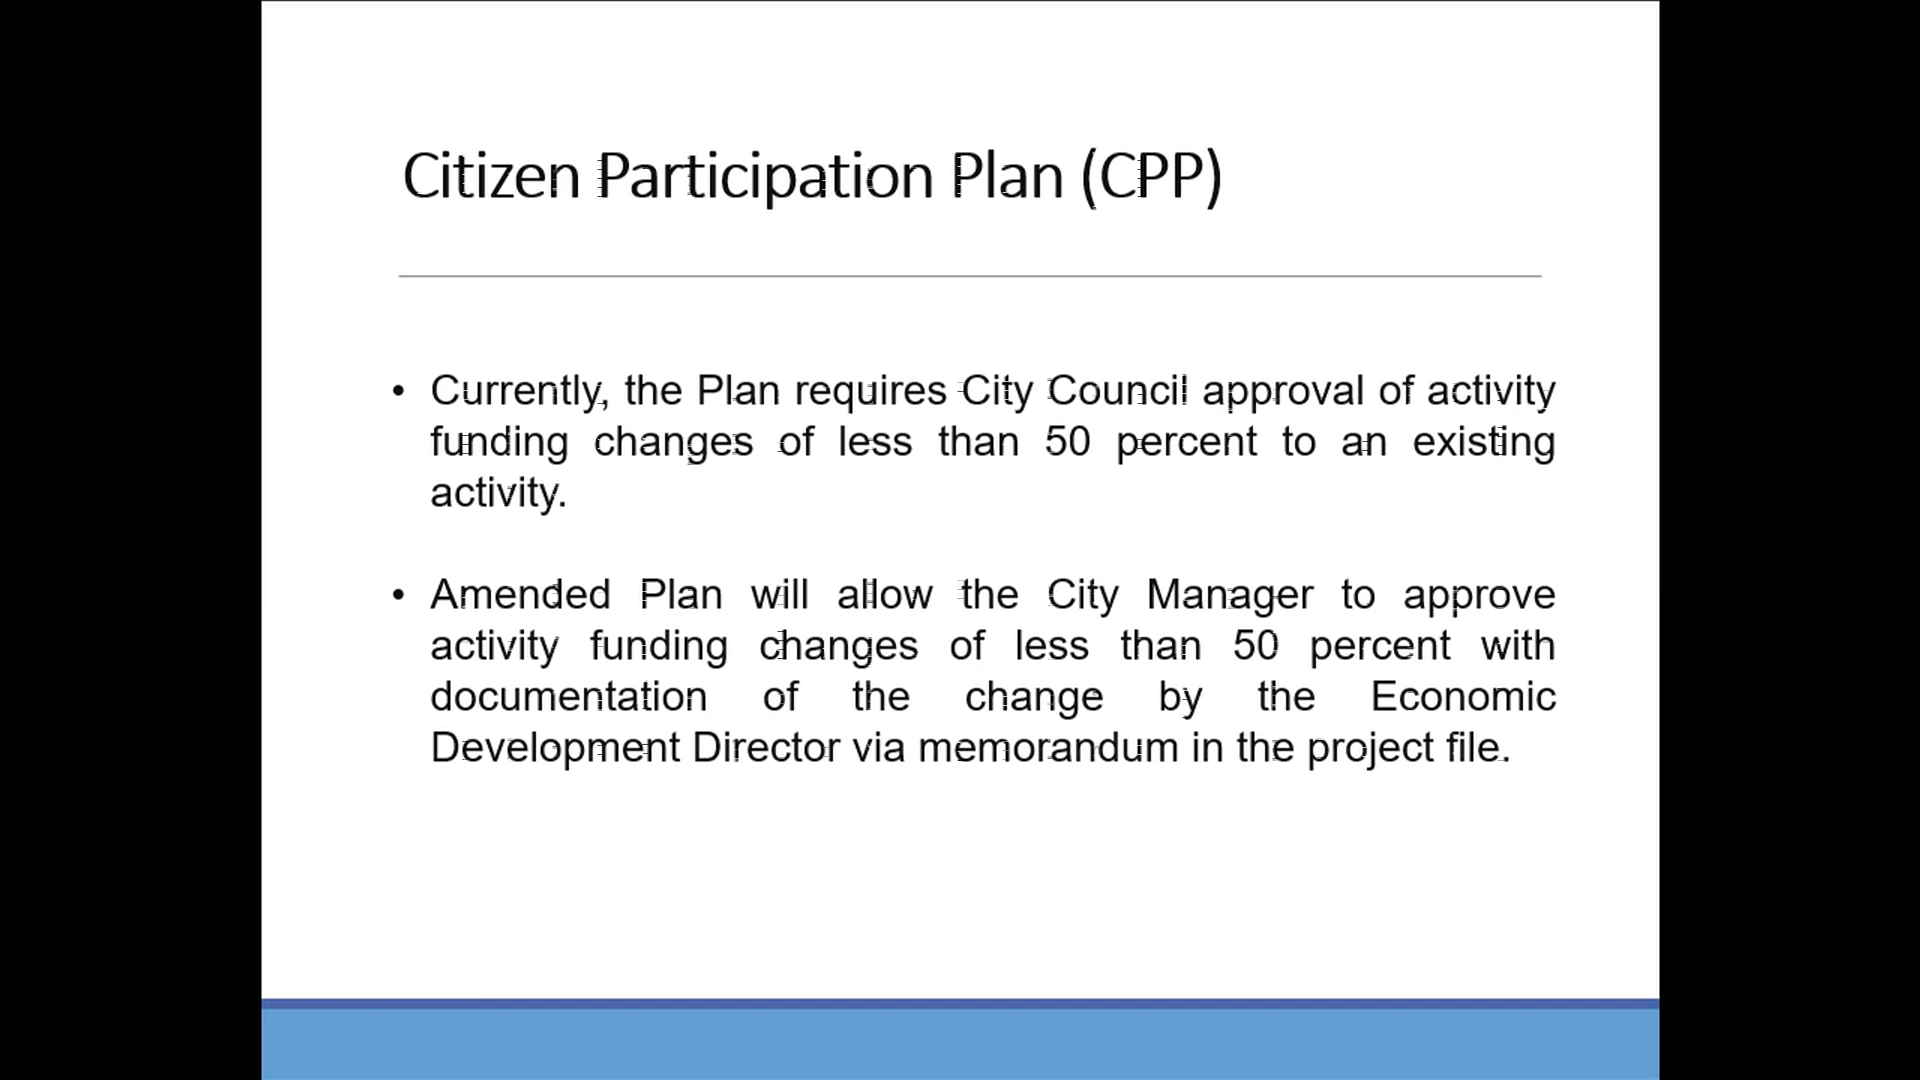 Citizen Participation Plan (CPP)
• Currently, the Plan requires City Council approval of activity
funding changes of less than 50 percent to an existing
activity.
• Amended Plan will allow the City Manager to approve
activity funding changes of less than 50 percent with
documentation of the change by the Economic
Development Director via memorandum in the project file.